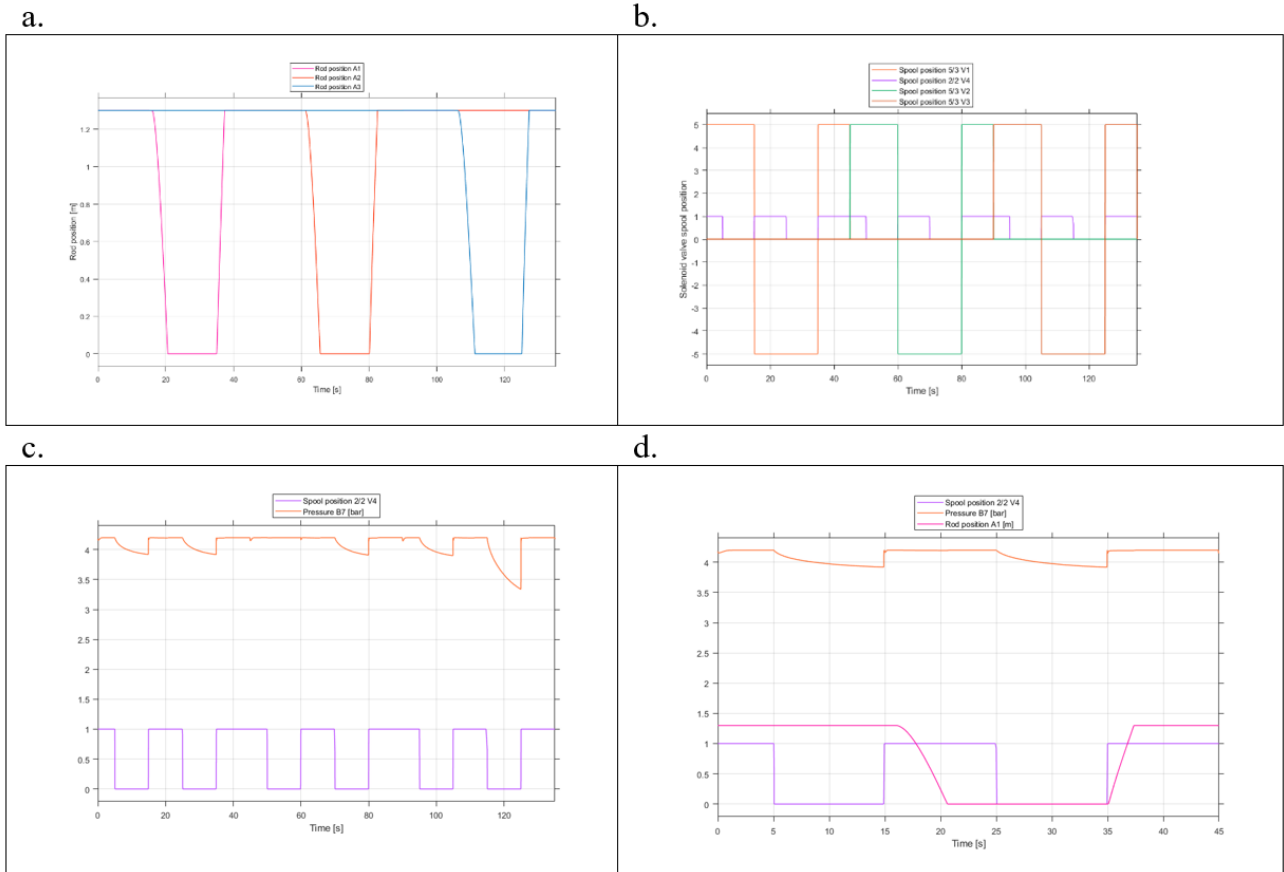 a.
b.
Rod position A1
Rod position A2
Rod position A3
1.2
1
0.8
0.6
0.4
0.2
0
Rod position [m]
0 20 40 60 80 100 120
Time [s]
Spool position 5/3 V1
Spool position 2/2 V4
Spool position 5/3 V2
Spool position 5/3 V3
5
4
3
2
1
0
-1
-2
-3
-4
-5
Solenoid valve spool position
0 20 40 60 80 100 120
Time [s]
c.
d.
Spool position 2/2 V4
Pressure B7 [bar]
4
3.5
3
2.5
2
1.5
1
0.5
0
0 20 40 60 80 100 120
Time [s]
Spool position 2/2 V4
Pressure B7 [bar]
Rod position A1 [m]
4
3.5
3
2.5
2
1.5
1
0.5
0
0 5 10 15 20 25 30 35 40 45
Time [s]